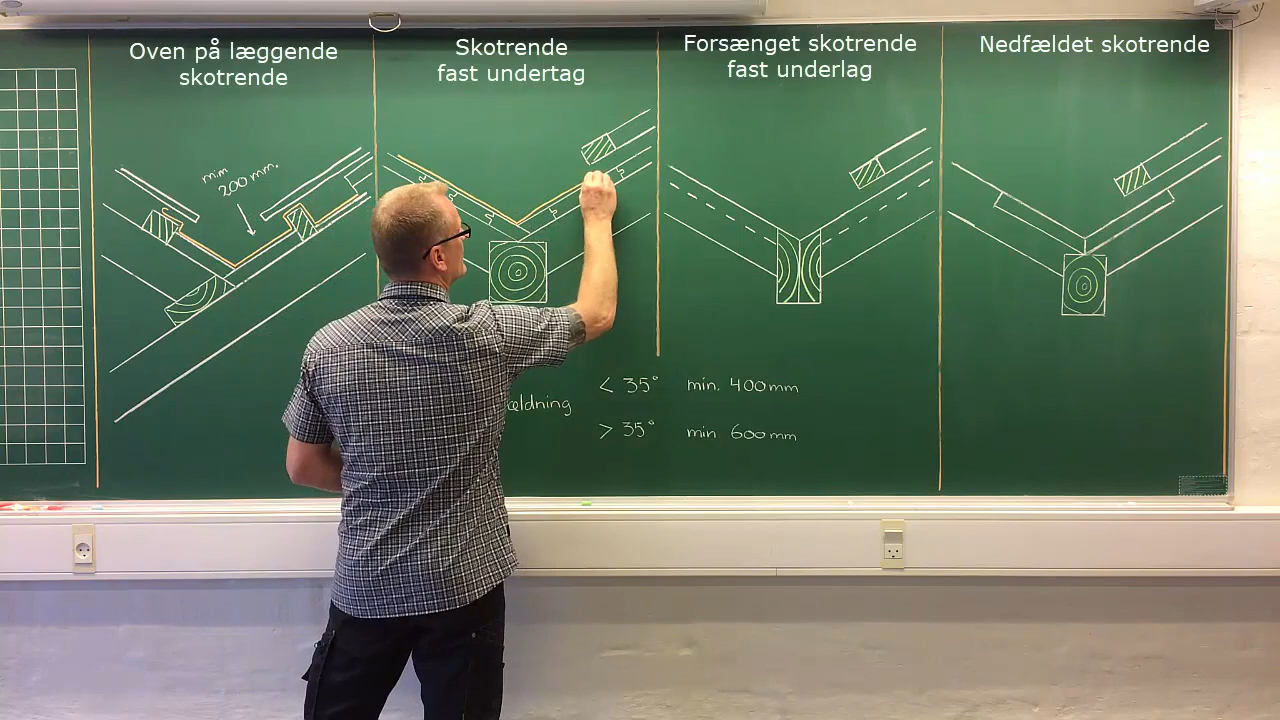 Oven på læggende
skotrende
Skotrende
fast undertag
Forsænget skotrende
fast underlag
Nedfældet skotrende
min
200 mm.
< 35° min. 400mm
ældning
> 35° min 600mm